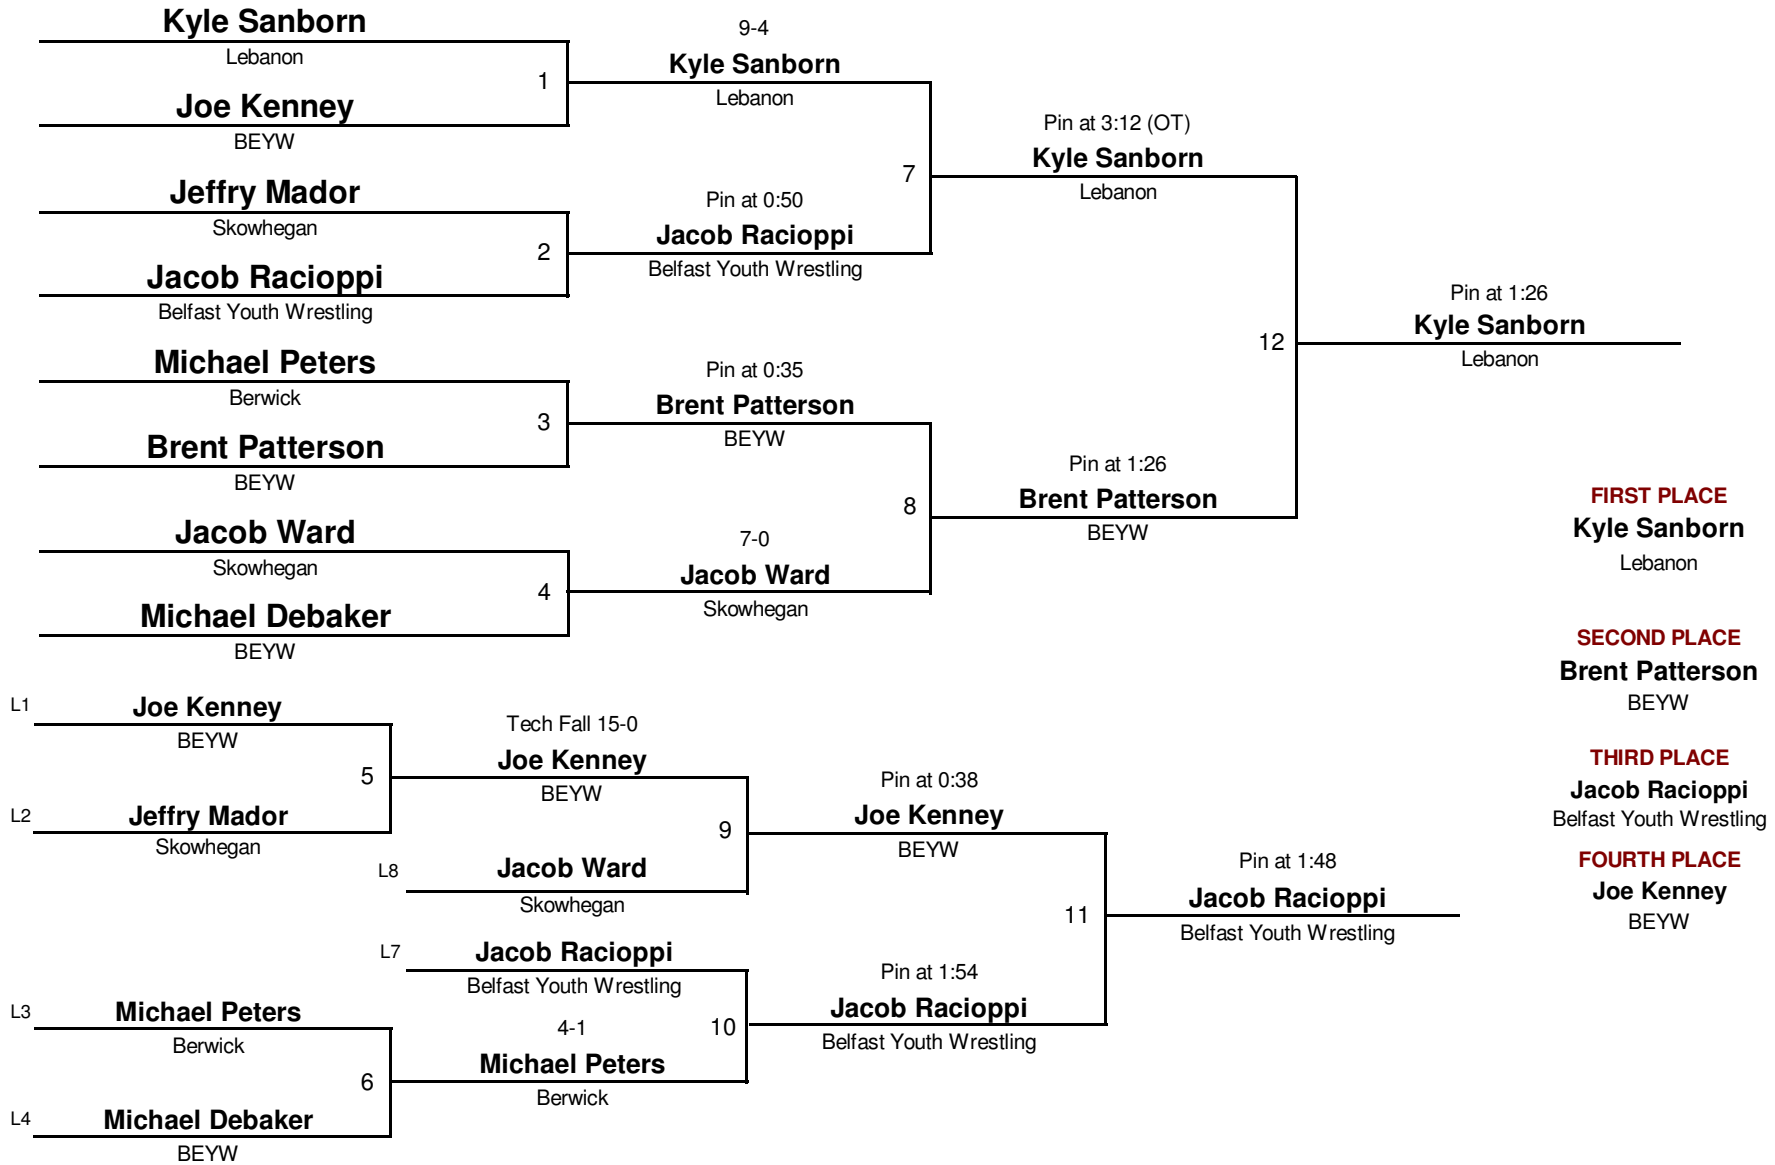 Kyle Sanborn
Lebanon
1
Joe Kenney
BEYW
Jeffry Mador
Skowhegan
2
Jacob Racioppi
Belfast Youth Wrestling
Michael Peters
Berwick
3
Brent Patterson
BEYW
Jacob Ward
Skowhegan
4
Michael Debaker
BEYW
9-4
Kyle Sanborn
Lebanon
7
Pin at 0:50
Jacob Racioppi
Belfast Youth Wrestling
Pin at 0:35
Brent Patterson
BEYW
8
7-0
Jacob Ward
Skowhegan
Pin at 3:12 (OT)
Kyle Sanborn
Lebanon
12
Pin at 1:26
Brent Patterson
BEYW
Pin at 1:26
Kyle Sanborn
Lebanon
FIRST PLACE
Kyle Sanborn
Lebanon
SECOND PLACE
Brent Patterson
BEYW
THIRD PLACE
Jacob Racioppi
Belfast Youth Wrestling
FOURTH PLACE
Joe Kenney
BEYW
L1
Joe Kenney
BEYW
5
L2
Jeffry Mador
Skowhegan
L3
Michael Peters
Berwick
6
L4
Michael Debaker
BEYW
Tech Fall 15-0
Joe Kenney
BEYW
9
L8
Jacob Ward
Skowhegan
L7
Jacob Racioppi
Belfast Youth Wrestling
10
4-1
Michael Peters
Berwick
Pin at 0:38
Joe Kenney
BEYW
11
Pin at 1:54
Jacob Racioppi
Belfast Youth Wrestling
Pin at 1:48
Jacob Racioppi
Belfast Youth Wrestling